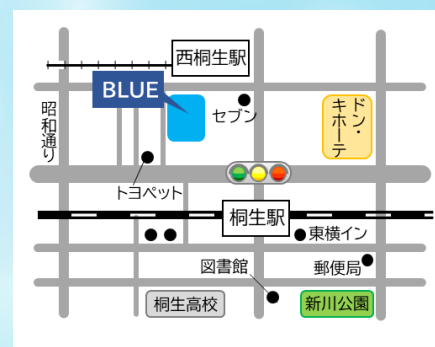 西桐生駅
BLUE
セブン
ドン・
キホーテ
昭和通り
トヨペット
桐生駅
東横イン
図書館
郵便局
桐生高校
新川公園